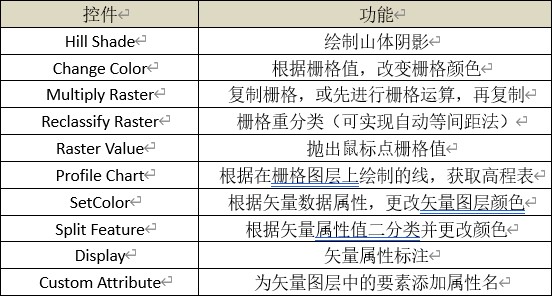 控件 功能
Hill Shade 绘制山体阴影
Change Color 根据栅格值，改变栅格颜色
Multiply Raster 复制栅格，或先进行栅格运算，再复制
Reclassify Raster 栅格重分类（可实现自动等间距法）
Raster Value 抛出鼠标点栅格值
Profile Chart 根据在栅格图层上绘制的线，获取高程表
SetColor 根据矢量数据属性，更改矢量图层颜色
Split Feature 根据矢量属性值二分类并更改颜色
Display 矢量属性标注
Custom Attribute 为矢量图层中的要素添加属性名